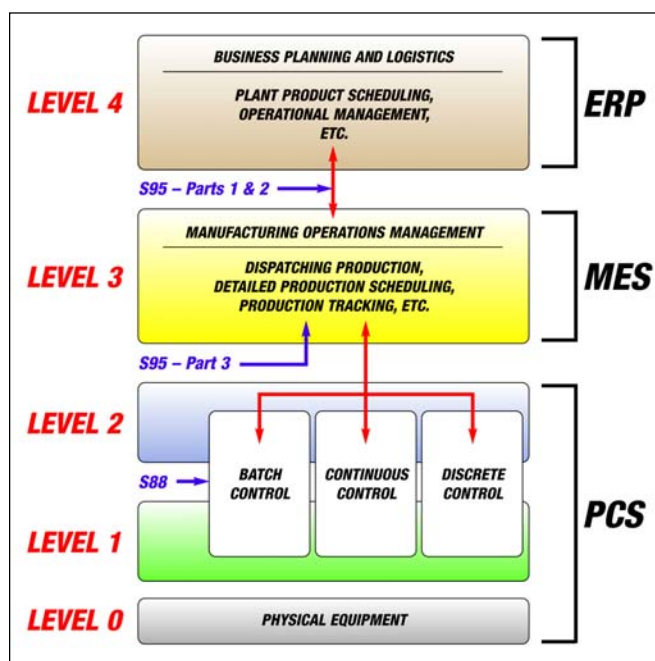 LEVEL 4
BUSINESS PLANNING AND LOGISTICS
PLANT PRODUCT SCHEDULING,
OPERATIONAL MANAGEMENT,
ETC.
ERP
S95 – Parts 1 & 2
LEVEL 3
MANUFACTURING OPERATIONS MANAGEMENT
DISPATCHING PRODUCTION,
DETAILED PRODUCTION SCHEDULING,
PRODUCTION TRACKING, ETC.
MES
S95 – Part 3
LEVEL 2
S88
BATCH
CONTROL
CONTINUOUS
CONTROL
DISCRETE
CONTROL
PCS
LEVEL 1
LEVEL 0
PHYSICAL EQUIPMENT